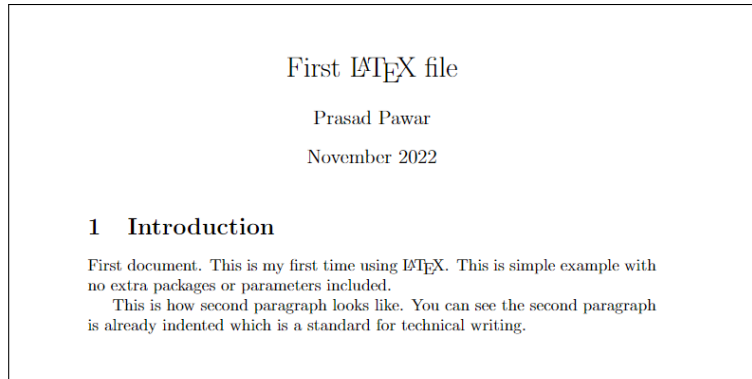 First LATEX file
Prasad Pawar
November 2022
1 Introduction
First document. This is my first time using LATEX. This is simple example with
no extra packages or parameters included.
This is how second paragraph looks like. You can see the second paragraph
is already indented which is a standard for technical writing.